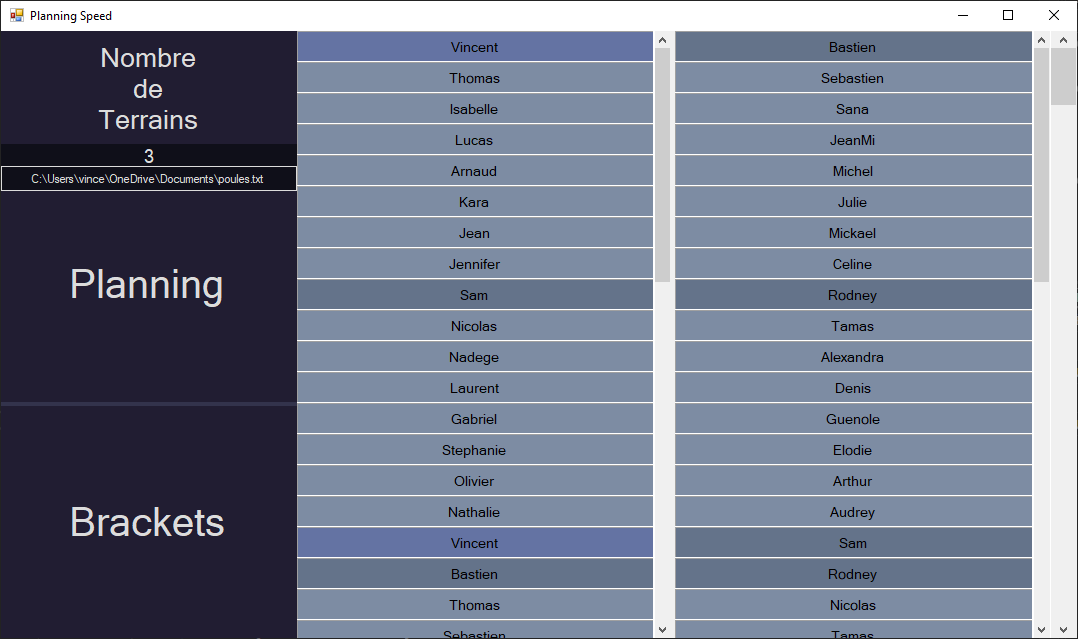 Planning Speed
Nombre
de
Terrains
3
C:\Users\vince\OneDrive\Documents\poules.txt
Planning
Brackets
Vincent
Thomas
Isabelle
Lucas
Arnaud
Kara
Jean
Jennifer
Sam
Nicolas
Nadege
Laurent
Gabriel
Stephanie
Olivier
Nathalie
Vincent
Bastien
Thomas
Sebastien
Bastien
Sebastien
Sana
JeanMi
Michel
Julie
Mickael
Celine
Rodney
Tamas
Alexandra
Denis
Guenole
Elodie
Arthur
Audrey
Sam
Rodney
Nicolas
Tamas